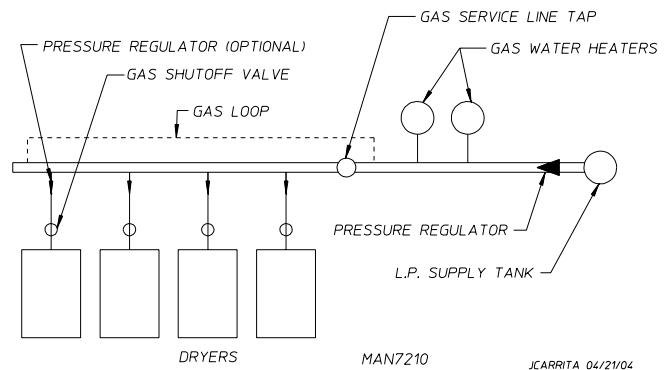 GAS SERVICE LINE TAP
PRESSURE REGULATOR (OPTIONAL)
GAS WATER HEATERS
GAS SHUTOFF VALVE
GAS LOOP
PRESSURE REGULATOR
L.P. SUPPLY TANK
DRYERS
MAN7210
JCARRITA 04/21/04